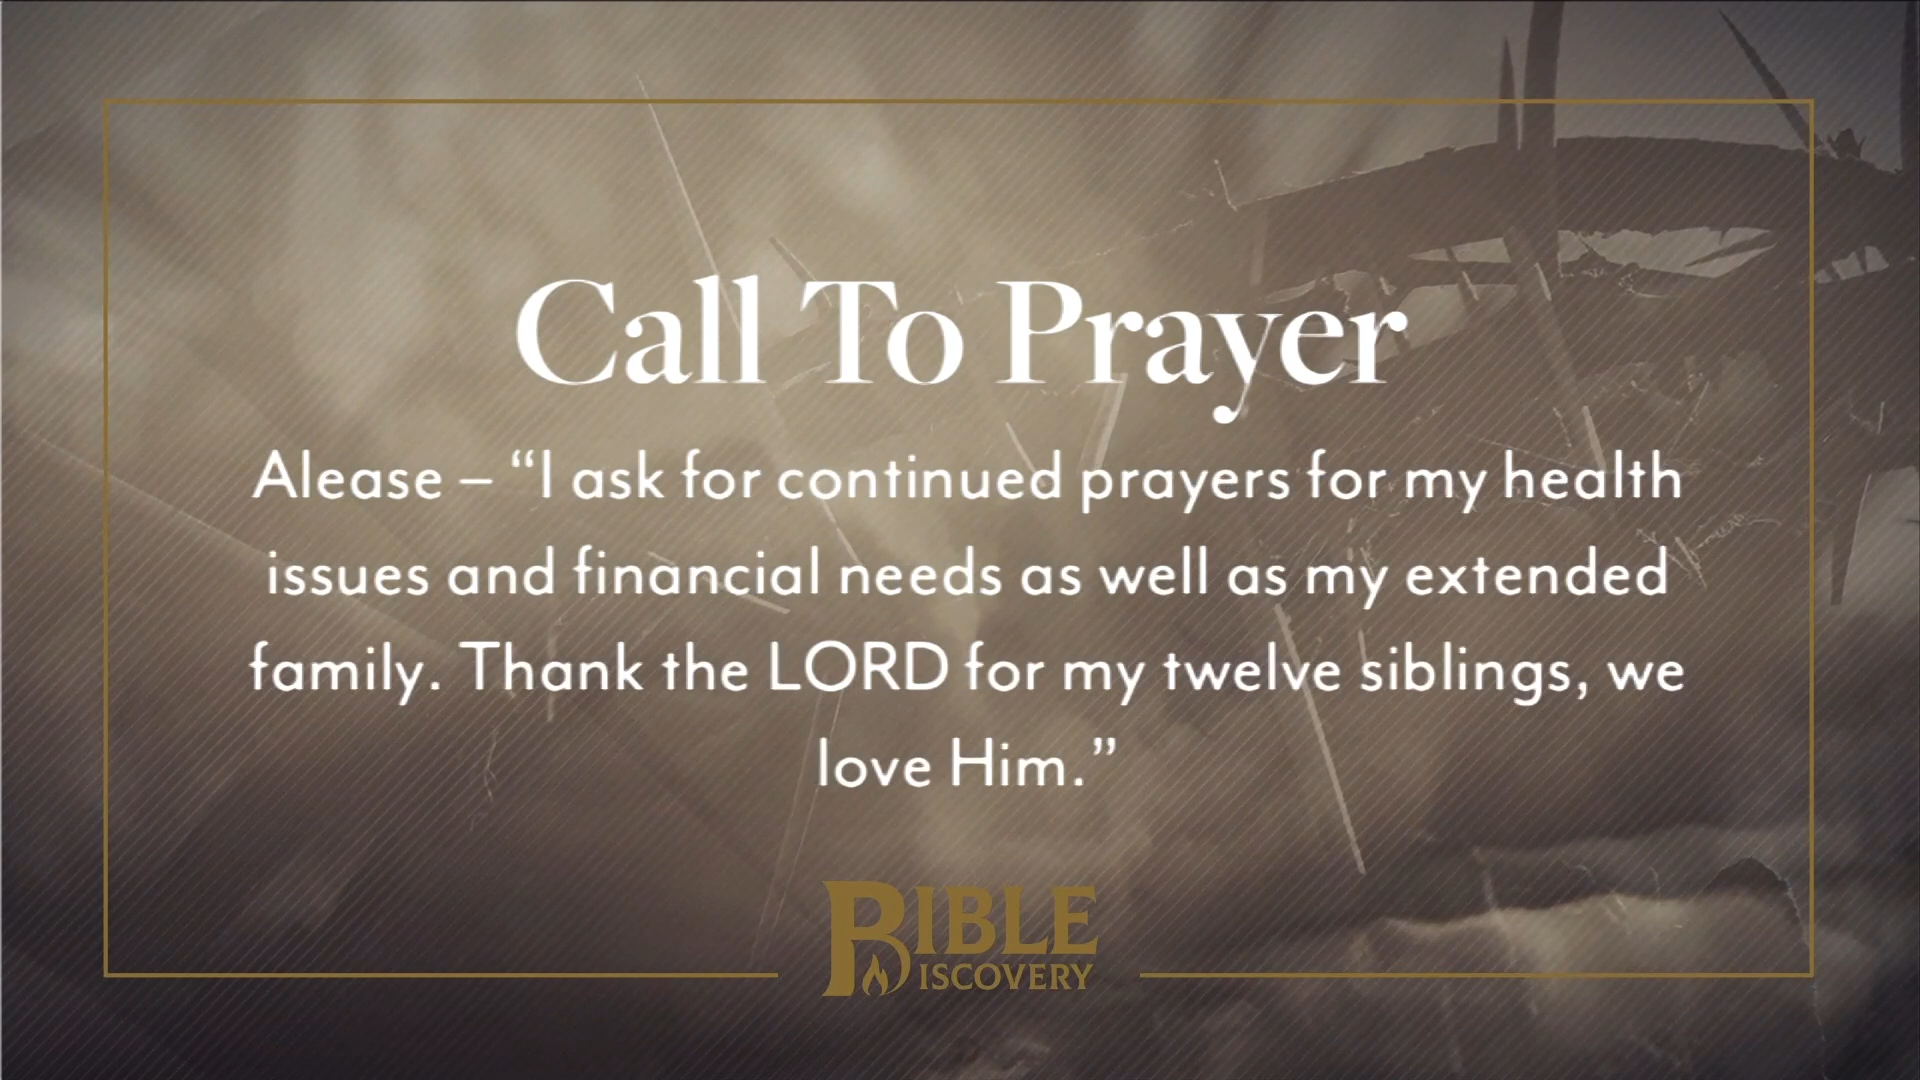 Call To Prayer
Alease – “I ask for continued prayers for my health
issues and financial needs as well as my extended
family. Thank the LORD for my twelve siblings, we
love Him.”
BIBLE
DISCOVERY